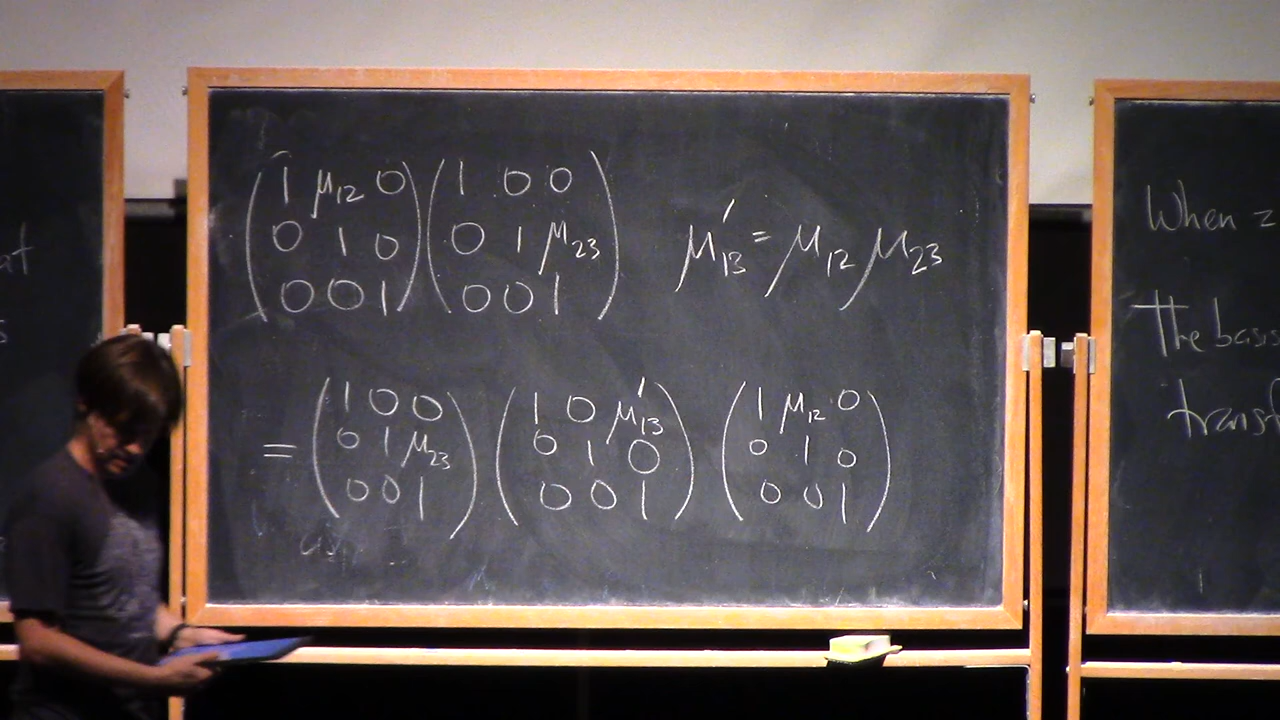 ( 1 μ₁₂ 0 ) ( 1 0 0 )
( 0 1 0 ) ( 0 1 μ₂₃ ) μ′₁₃ = μ₁₂ μ₂₃
( 0 0 1 ) ( 0 0 1 )
( 1 0 0 ) ( 1 0 μ′₁₃ ) ( 1 μ₁₂ 0 )
= ( 0 1 μ₂₃ ) ( 0 1 0 ) ( 0 1 0 )
( 0 0 1 ) ( 0 0 1 ) ( 0 0 1 )
When z
The basis
transf